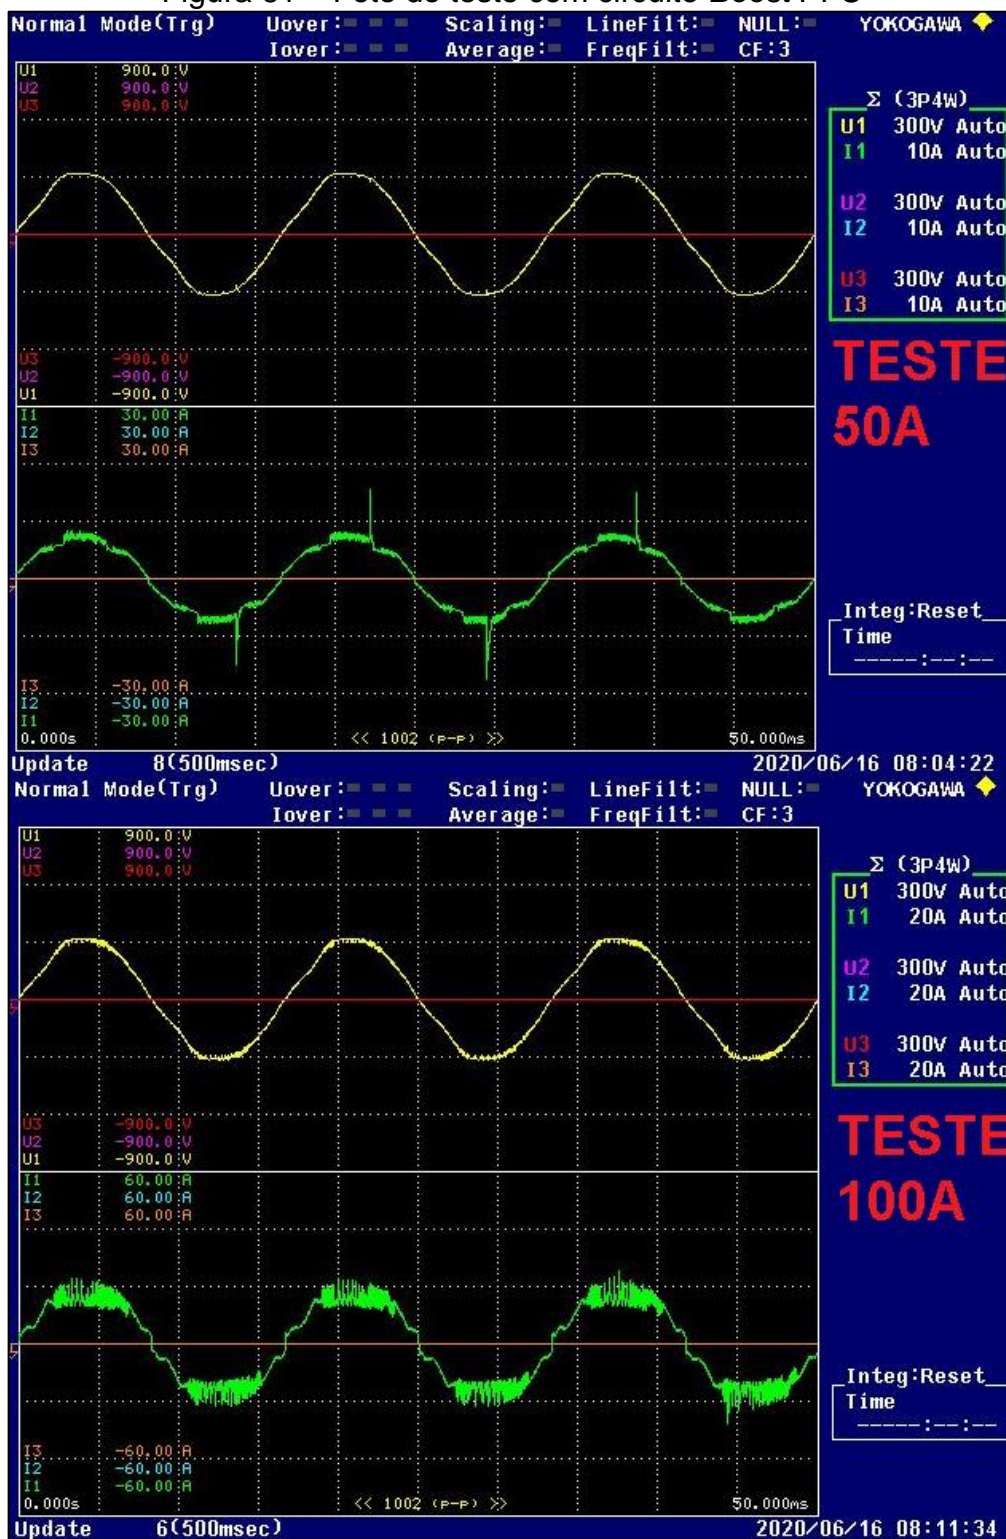 Figura 61 - Foto do teste com circuito Boost PFC
Normal Mode(Trg) Uover: Scaling: LineFilt: NULL: YOKOGAWA
Iover: Average: FreqFilt: CF:3
U1 900.0 V
U2 900.0 V
U3 900.0 V
Σ (3P4W)
U1 300V Auto
I1 10A Auto
U2 300V Auto
I2 10A Auto
U3 300V Auto
I3 10A Auto
TESTE
50A
U3 -900.0 V
U2 -900.0 V
U1 -900.0 V
I1 30.00 A
I2 30.00 A
I3 30.00 A
Integ:Reset
Time
-----:--:--
I3 -30.00 A
I2 -30.00 A
I1 -30.00 A
0.000s << 1002 (p-p) >> 50.000ms
Update 8(500msec) 2020/06/16 08:04:22
Normal Mode(Trg) Uover: Scaling: LineFilt: NULL: YOKOGAWA
Iover: Average: FreqFilt: CF:3
U1 900.0 V
U2 900.0 V
U3 900.0 V
Σ (3P4W)
U1 300V Auto
I1 20A Auto
U2 300V Auto
I2 20A Auto
U3 300V Auto
I3 20A Auto
TESTE
100A
U3 -900.0 V
U2 -900.0 V
U1 -900.0 V
I1 60.00 A
I2 60.00 A
I3 60.00 A
Integ:Reset
Time
-----:--:--
I3 -60.00 A
I2 -60.00 A
I1 -60.00 A
0.000s << 1002 (p-p) >> 50.000ms
Update 6(500msec) 2020/06/16 08:11:34